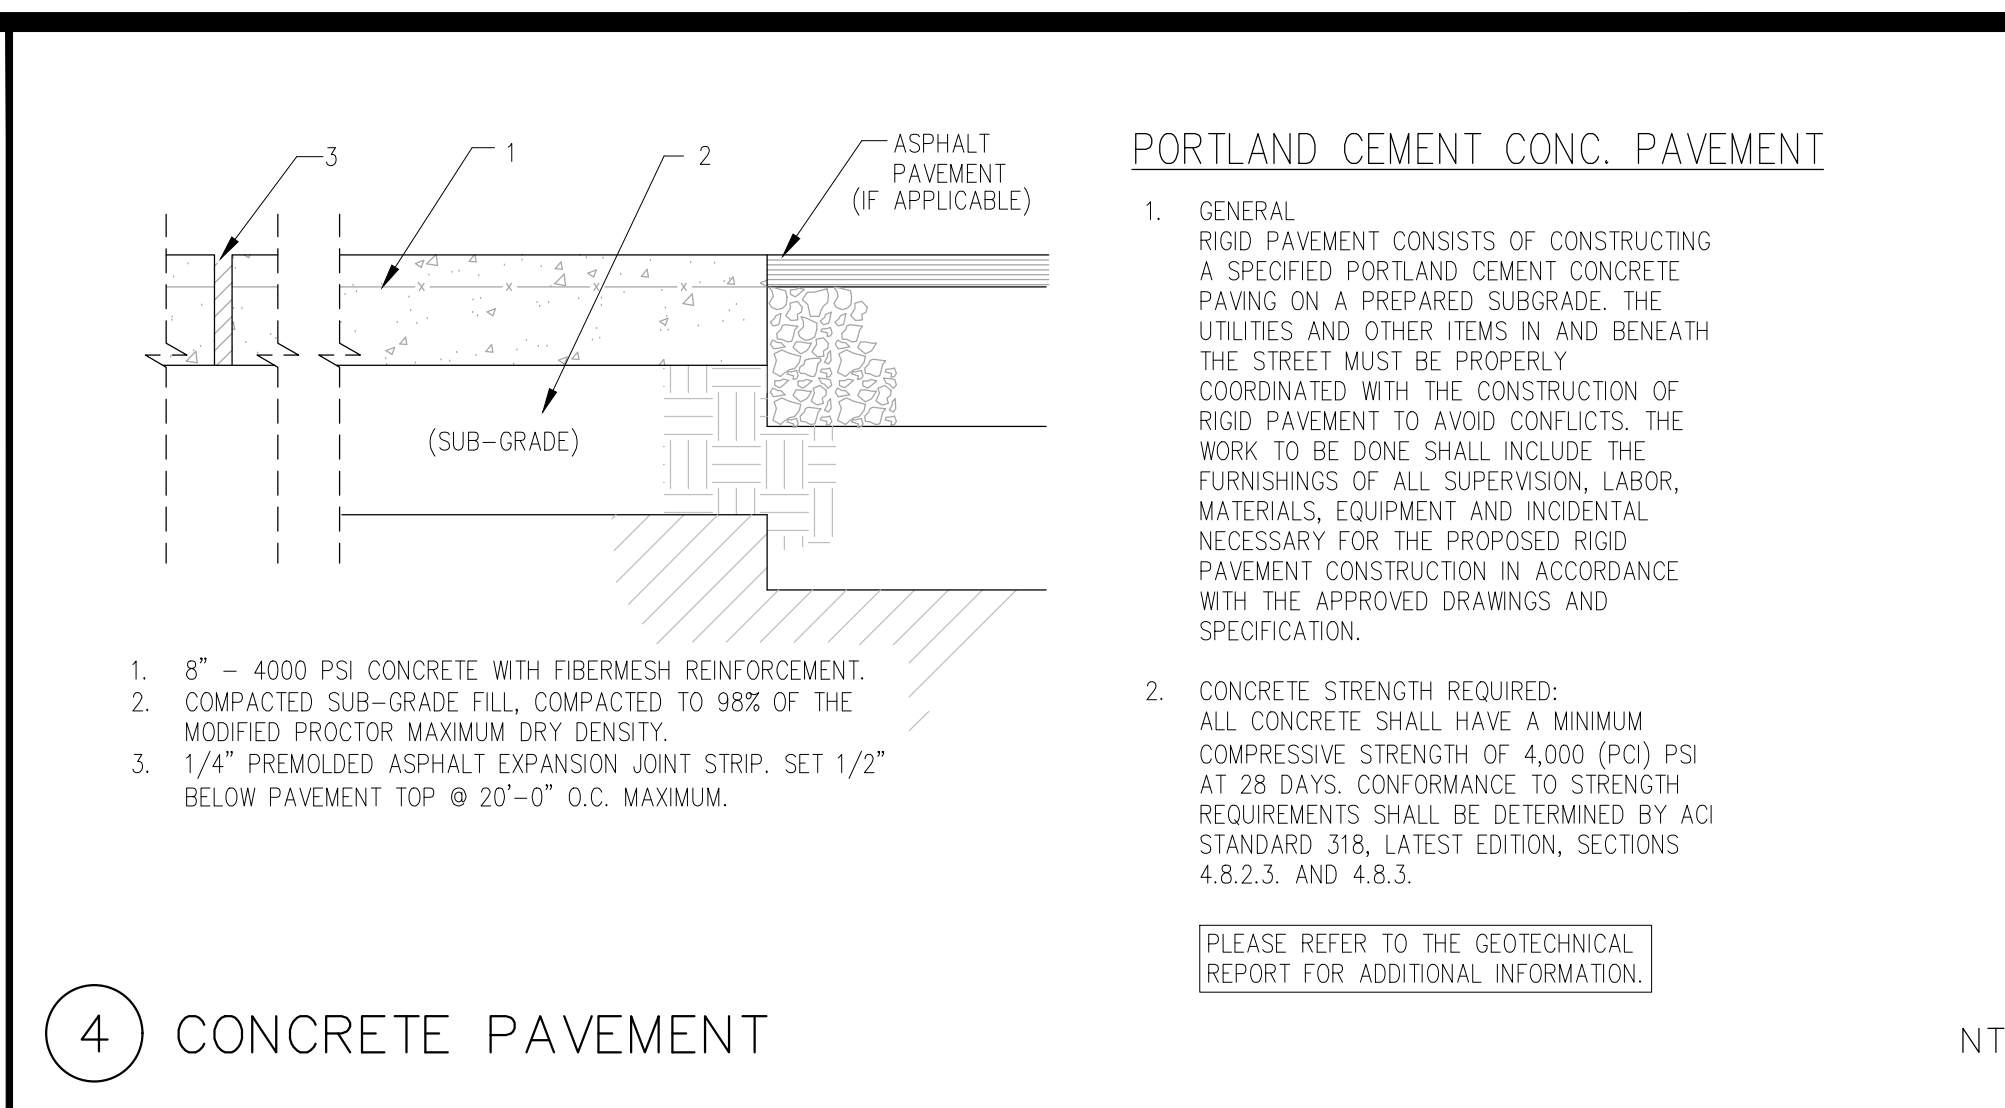 3
1
2
ASPHALT
PAVEMENT
(IF APPLICABLE)
(SUB-GRADE)
1. 8" - 4000 PSI CONCRETE WITH FIBERMESH REINFORCEMENT.
2. COMPACTED SUB-GRADE FILL, COMPACTED TO 98% OF THE
MODIFIED PROCTOR MAXIMUM DRY DENSITY.
3. 1/4" PREMOLDED ASPHALT EXPANSION JOINT STRIP. SET 1/2"
BELOW PAVEMENT TOP @ 20'-0" O.C. MAXIMUM.
PORTLAND CEMENT CONC. PAVEMENT
1. GENERAL
RIGID PAVEMENT CONSISTS OF CONSTRUCTING
A SPECIFIED PORTLAND CEMENT CONCRETE
PAVING ON A PREPARED SUBGRADE. THE
UTILITIES AND OTHER ITEMS IN AND BENEATH
THE STREET MUST BE PROPERLY
COORDINATED WITH THE CONSTRUCTION OF
RIGID PAVEMENT TO AVOID CONFLICTS. THE
WORK TO BE DONE SHALL INCLUDE THE
FURNISHINGS OF ALL SUPERVISION, LABOR,
MATERIALS, EQUIPMENT AND INCIDENTAL
NECESSARY FOR THE PROPOSED RIGID
PAVEMENT CONSTRUCTION IN ACCORDANCE
WITH THE APPROVED DRAWINGS AND
SPECIFICATION.
2. CONCRETE STRENGTH REQUIRED:
ALL CONCRETE SHALL HAVE A MINIMUM
COMPRESSIVE STRENGTH OF 4,000 (PCI) PSI
AT 28 DAYS. CONFORMANCE TO STRENGTH
REQUIREMENTS SHALL BE DETERMINED BY ACI
STANDARD 318, LATEST EDITION, SECTIONS
4.8.2.3. AND 4.8.3.
PLEASE REFER TO THE GEOTECHNICAL
REPORT FOR ADDITIONAL INFORMATION.
4 CONCRETE PAVEMENT
NT